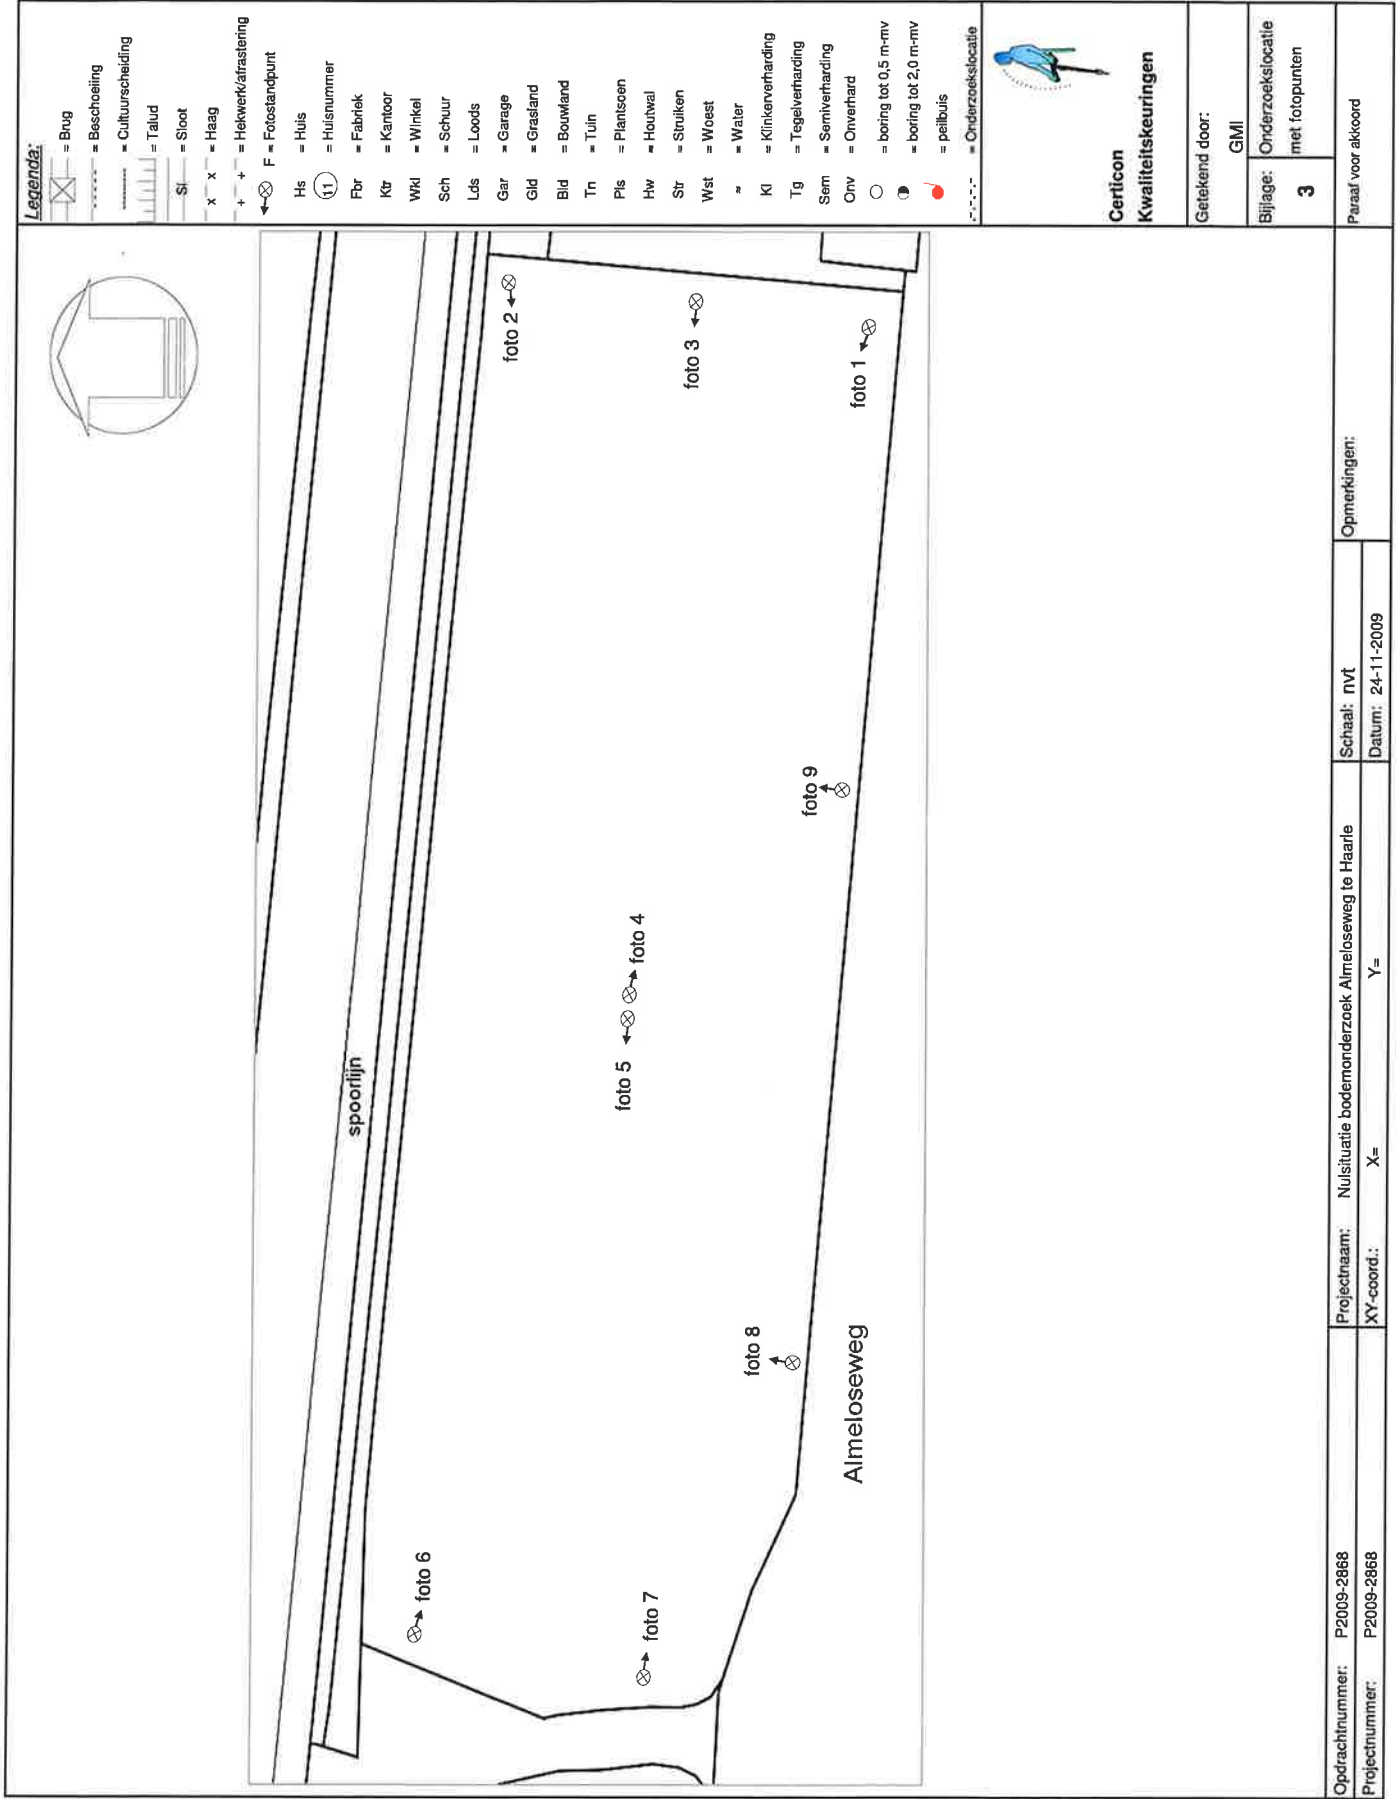 Legenda:
= Brug
= Beschoeiing
= Cultuurscheiding
= Talud
Sl = Sloot
x x = Haag
+ + = Hekwerk/afrastering
F = Fotostandpunt
Hs = Huis
11 = Huisnummer
Fbr = Fabriek
Ktr = Kantoor
Wkl = Winkel
Sch = Schuur
Lds = Loods
Gar = Garage
Gld = Grasland
Bld = Bouwland
Tn = Tuin
Pls = Plantsoen
Hw = Houtwal
Str = Struiken
Wst = Woest
≈ = Water
Kl = Klinkerverharding
Tg = Tegelverharding
Sem = Semiverharding
Onv = Onverhard
= boring tot 0,5 m-mv
= boring tot 2,0 m-mv
= peilbuis
= Onderzoekslocatie
Certicon
Kwaliteitskeuringen
Getekend door:
GMI
Bijlage: Onderzoekslocatie
3 met fotopunten
Paraaf voor akkoord
spoorlijn
foto 2
foto 3
foto 1
foto 9
foto 4
foto 5
foto 8
foto 6
foto 7
Almeloseweg
Opdrachtnummer: P2009-2868
Projectnummer: P2009-2868
Projectnaam: Nulsituatie bodemonderzoek Almeloseweg te Haarle
XY-coord.: X= Y=
Schaal: nvt
Datum: 24-11-2009
Opmerkingen: